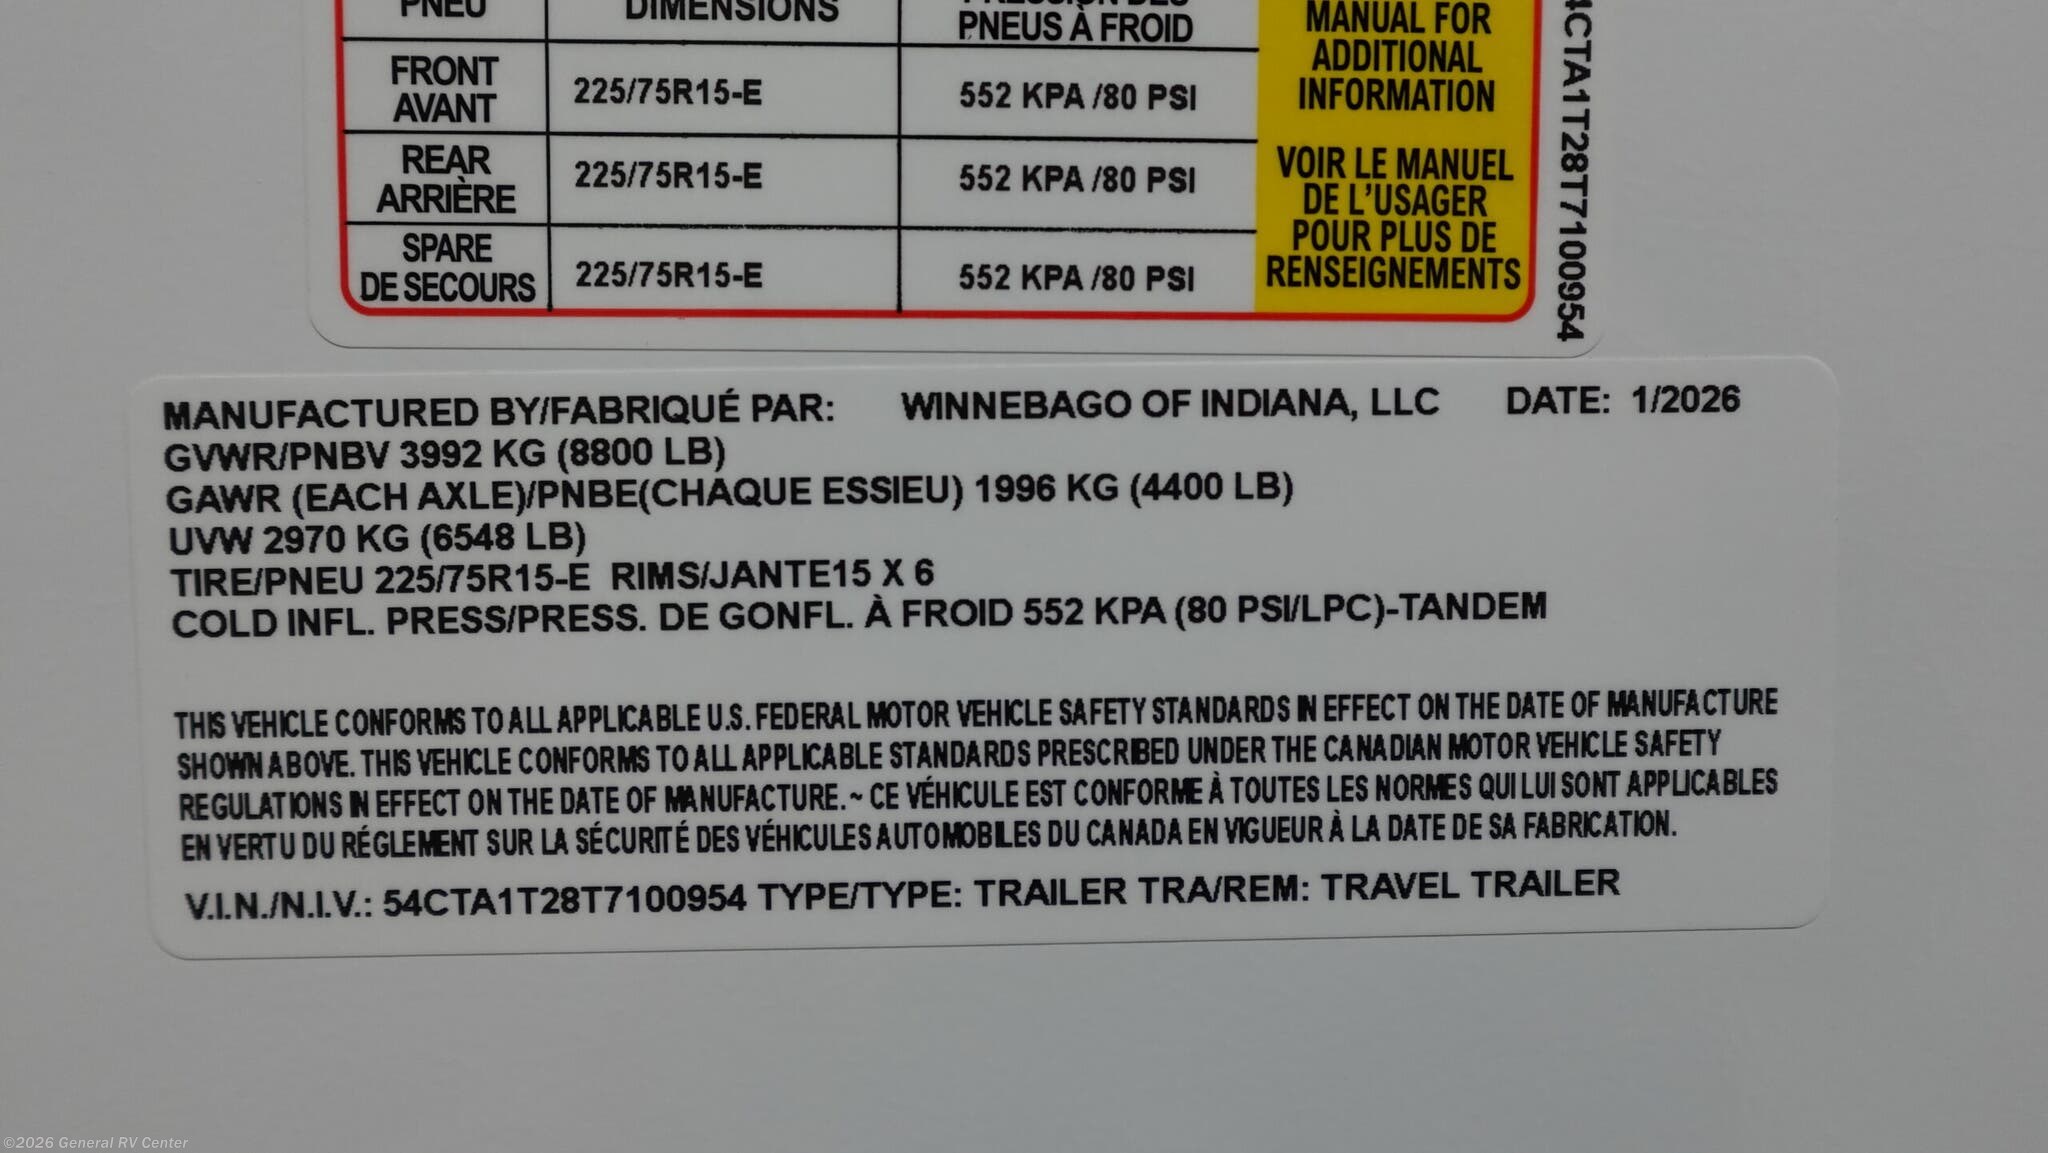 PNEU DIMENSIONS PRESSION DES
PNEUS À FROID
FRONT
AVANT
225/75R15-E
552 KPA /80 PSI
REAR
ARRIÈRE
225/75R15-E
552 KPA /80 PSI
SPARE
DE SECOURS
225/75R15-E
552 KPA /80 PSI
MANUAL FOR
ADDITIONAL
INFORMATION
VOIR LE MANUEL
DE L'USAGER
POUR PLUS DE
RENSEIGNEMENTS
4CTA1T28T7100954
MANUFACTURED BY/FABRIQUÉ PAR: WINNEBAGO OF INDIANA, LLC DATE: 1/2026
GVWR/PNBV 3992 KG (8800 LB)
GAWR (EACH AXLE)/PNBE(CHAQUE ESSIEU) 1996 KG (4400 LB)
UVW 2970 KG (6548 LB)
TIRE/PNEU 225/75R15-E RIMS/JANTE15 X 6
COLD INFL. PRESS/PRESS. DE GONFL. À FROID 552 KPA (80 PSI/LPC)-TANDEM
THIS VEHICLE CONFORMS TO ALL APPLICABLE U.S. FEDERAL MOTOR VEHICLE SAFETY STANDARDS IN EFFECT ON THE DATE OF MANUFACTURE
SHOWN ABOVE. THIS VEHICLE CONFORMS TO ALL APPLICABLE STANDARDS PRESCRIBED UNDER THE CANADIAN MOTOR VEHICLE SAFETY
REGULATIONS IN EFFECT ON THE DATE OF MANUFACTURE. ~ CE VÉHICULE EST CONFORME À TOUTES LES NORMES QUI LUI SONT APPLICABLES
EN VERTU DU RÉGLEMENT SUR LA SÉCURITÉ DES VÉHICULES AUTOMOBILES DU CANADA EN VIGUEUR À LA DATE DE SA FABRICATION.
V.I.N./N.I.V.: 54CTA1T28T7100954 TYPE/TYPE: TRAILER TRA/REM: TRAVEL TRAILER
©2026 General RV Center